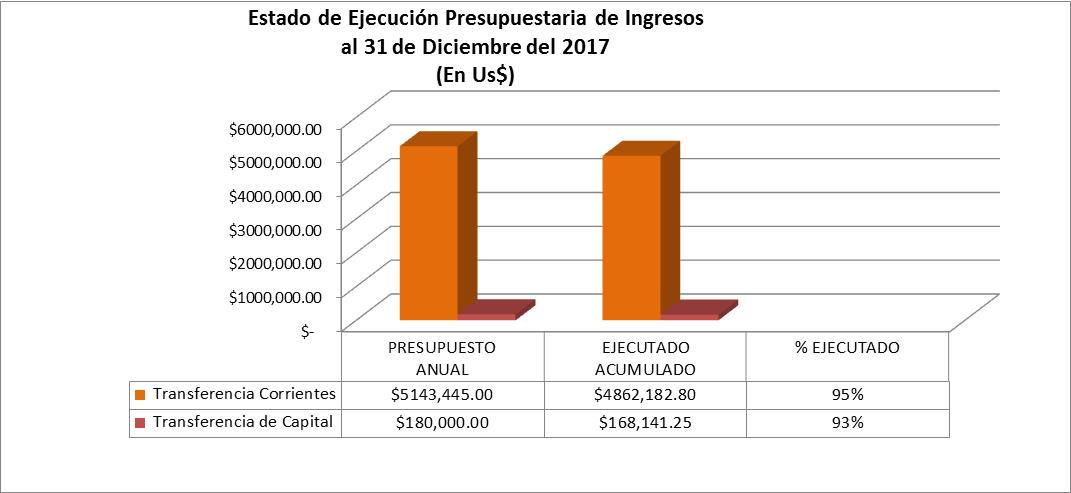 Estado de Ejecución Presupuestaria de Ingresos
al 31 de Diciembre del 2017
(En Us$)
$6000,000.00
$5000,000.00
$4000,000.00
$3000,000.00
$2000,000.00
$1000,000.00
$-
PRESUPUESTO ANUAL
EJECUTADO ACUMULADO
% EJECUTADO
Transferencia Corrientes $5143,445.00 $4862,182.80 95%
Transferencia de Capital $180,000.00 $168,141.25 93%